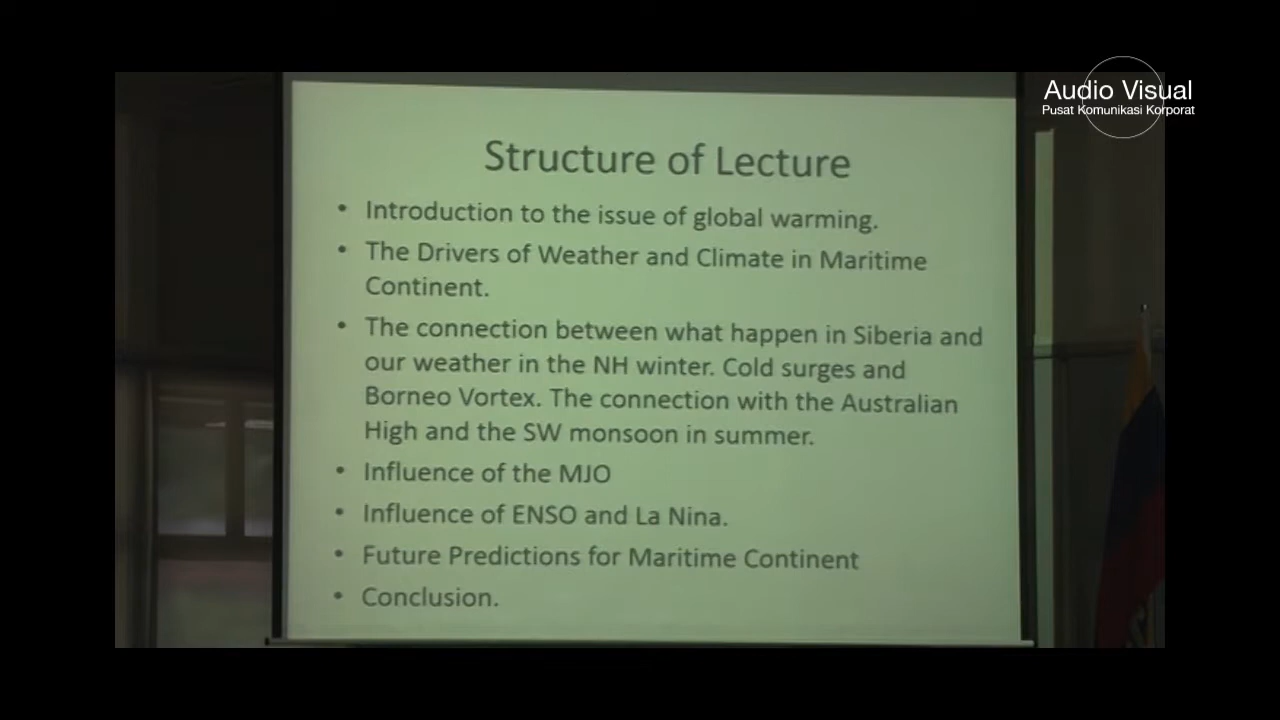 Audio Visual
Pusat Komunikasi Korporat
Structure of Lecture
• Introduction to the issue of global warming.
• The Drivers of Weather and Climate in Maritime
Continent.
• The connection between what happen in Siberia and
our weather in the NH winter. Cold surges and
Borneo Vortex. The connection with the Australian
High and the SW monsoon in summer.
• Influence of the MJO
• Influence of ENSO and La Nina.
• Future Predictions for Maritime Continent
• Conclusion.